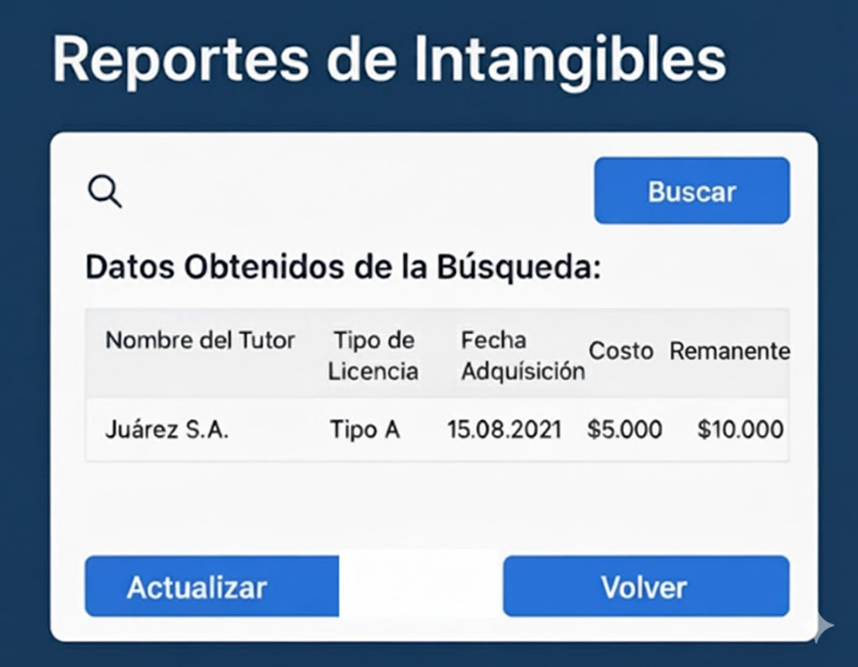 Reportes de Intangibles
Buscar
Datos Obtenidos de la Búsqueda:
Nombre del Tutor Tipo de Licencia Fecha Adquísición Costo Remanente
Juárez S.A. Tipo A 15.08.2021 $5.000 $10.000
Actualizar Volver